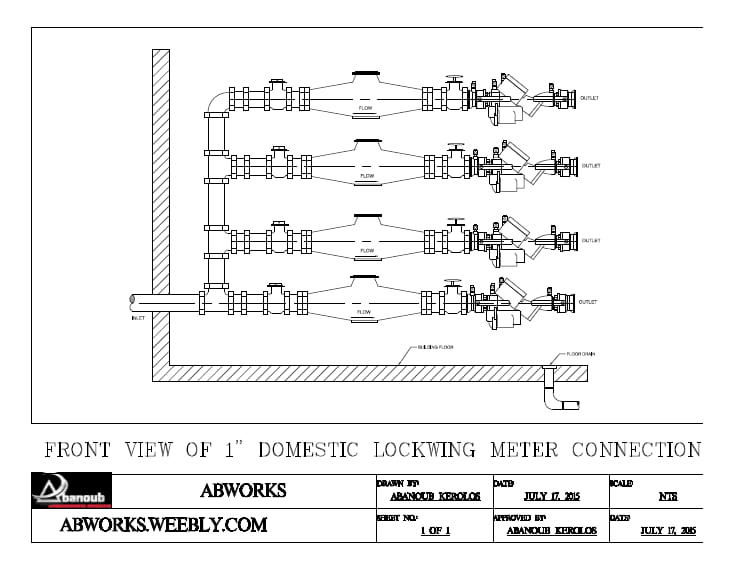 OUTLET
FLOW
OUTLET
FLOW
OUTLET
FLOW
OUTLET
FLOW
INLET
BUILDING FLOOR
FLOOR DRAIN
FRONT VIEW OF 1" DOMESTIC LOCKWING METER CONNECTION
Abanoub
ABWORKS
DRAWN BY:
ABANOUB KEROLOS
DATE:
JULY 17, 2015
SCALE:
NTS
ABWORKS.WEEBLY.COM
SHEET NO.:
1 OF 1
APPROVED BY:
ABANOUB KEROLOS
DATE:
JULY 17, 2015